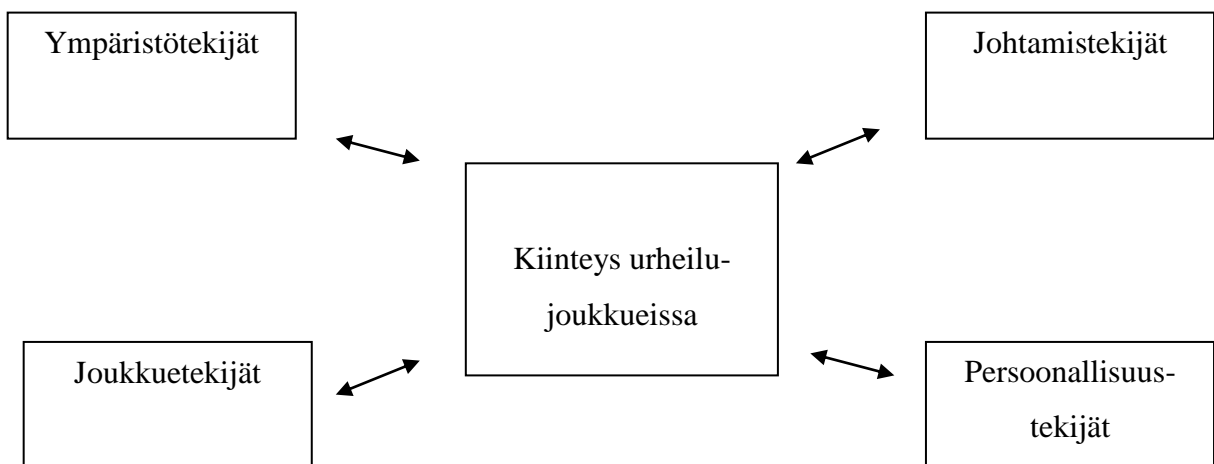 Ympäristötekijät
Johtamistekijät
Kiinteys urheilu-
joukkueissa
Joukkuetekijät
Persoonallisuus-
tekijät